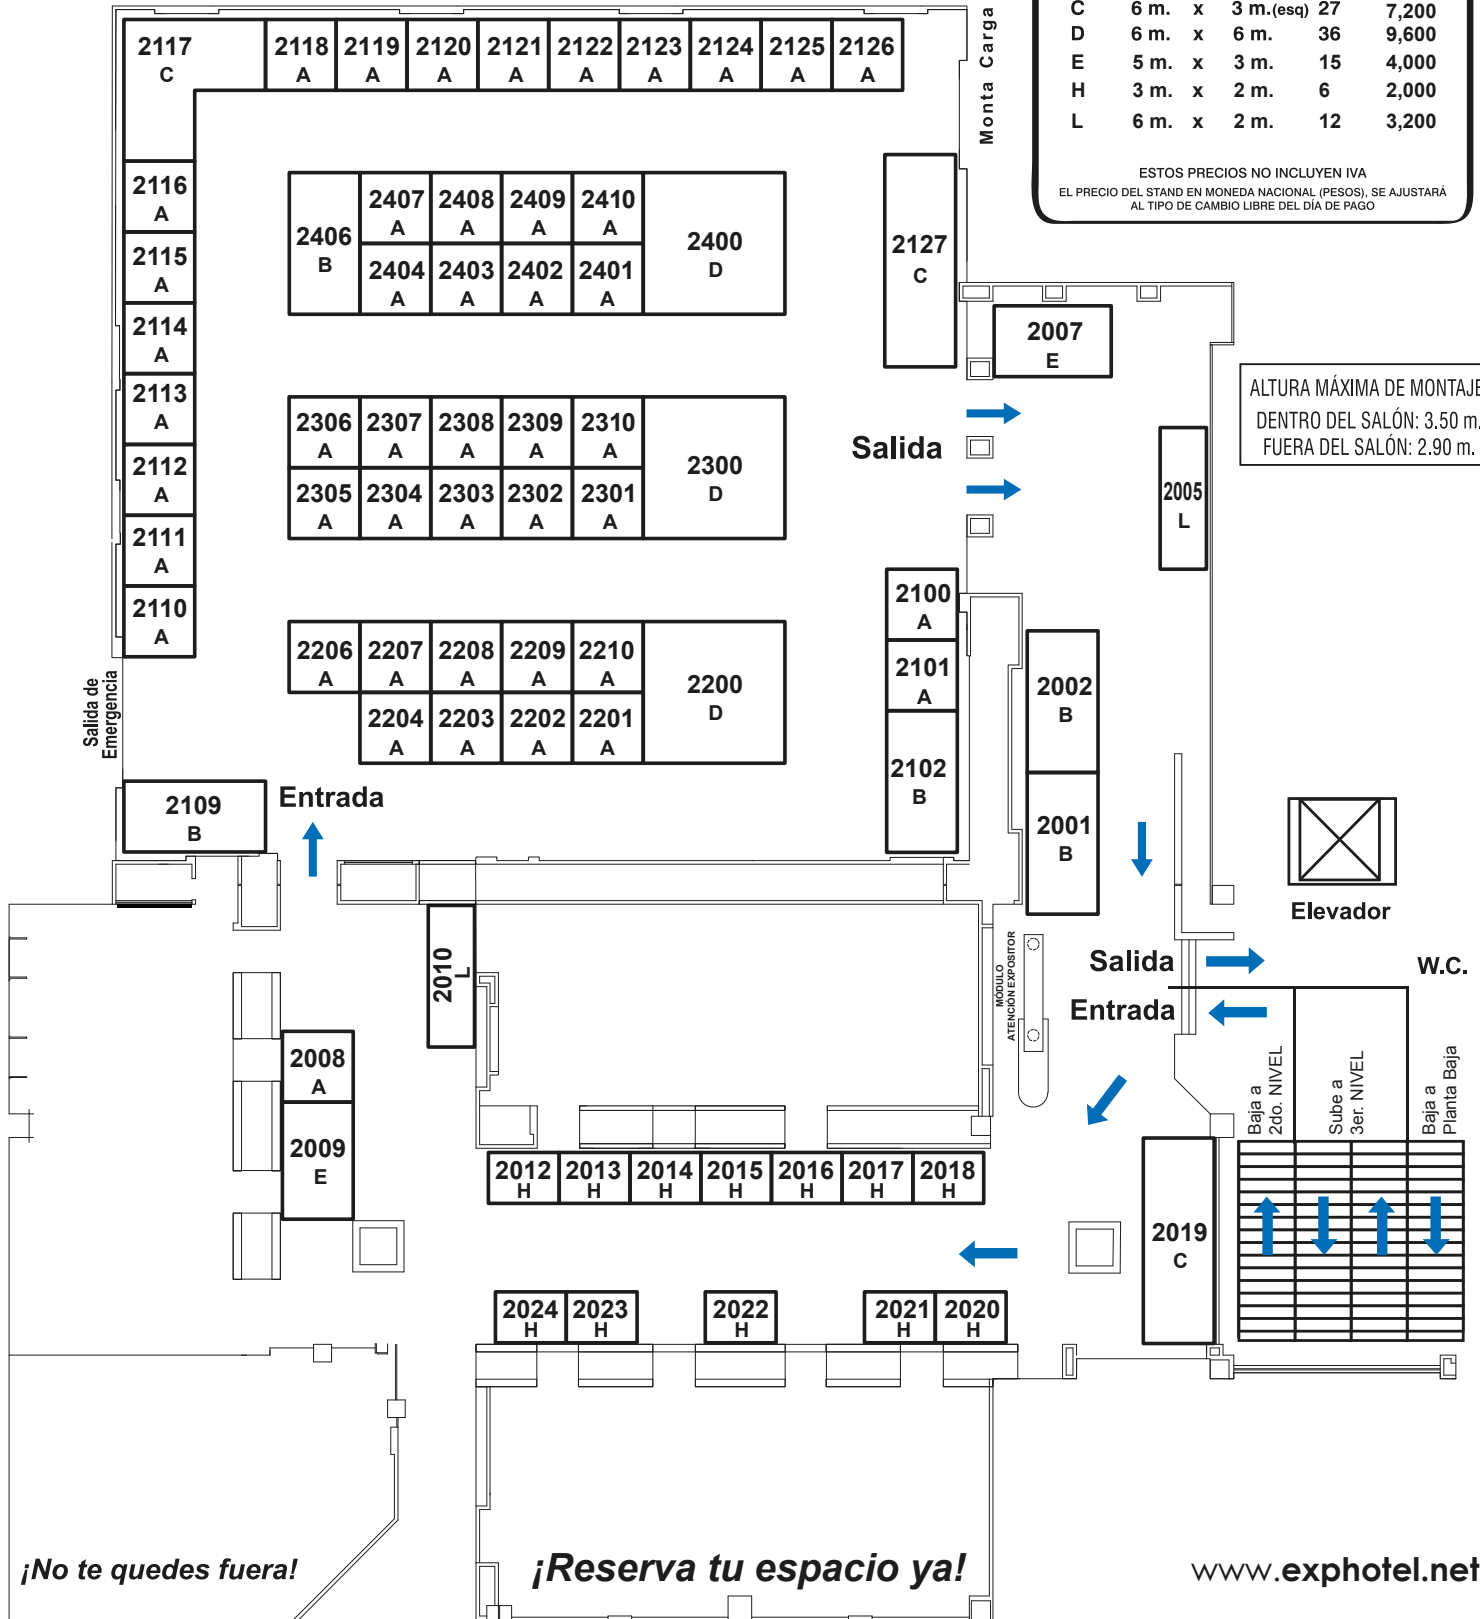 C 6 m. x 3 m.(esq) 27 7,200
D 6 m. x 6 m. 36 9,600
E 5 m. x 3 m. 15 4,000
H 3 m. x 2 m. 6 2,000
L 6 m. x 2 m. 12 3,200
ESTOS PRECIOS NO INCLUYEN IVA
EL PRECIO DEL STAND EN MONEDA NACIONAL (PESOS), SE AJUSTARÁ
AL TIPO DE CAMBIO LIBRE DEL DÍA DE PAGO
Monta Carga
2117 2118 2119 2120 2121 2122 2123 2124 2125 2126
C A A A A A A A A A
2116
A
2115
A
2114
A
2113
A
2112
A
2111
A
2110
A
2406
B
2407 2408 2409 2410
A A A A
2404 2403 2402 2401
A A A A
2400
D
2127
C
2007
E
ALTURA MÁXIMA DE MONTAJE
DENTRO DEL SALÓN: 3.50 m.
FUERA DEL SALÓN: 2.90 m.
2306 2307 2308 2309 2310
A A A A A
2305 2304 2303 2302 2301
A A A A A
2300
D
Salida
2005
L
2100
A
2101
A
2102
B
2206 2207 2208 2209 2210
A A A A A
2204 2203 2202 2201
A A A A
2200
D
2002
B
2001
B
Salida de
Emergencia
2109
B
Entrada
Elevador
2010
L
MÓDULO
ATENCIÓN EXPOSITOR
Salida
W.C.
Entrada
2008
A
2009
E
Baja a
2do. NIVEL
Sube a
3er. NIVEL
Baja a
Planta Baja
2012 2013 2014 2015 2016 2017 2018
H H H H H H H
2019
C
2024 2023 2022 2021 2020
H H H H H
¡No te quedes fuera!
¡Reserva tu espacio ya!
www.exphotel.net